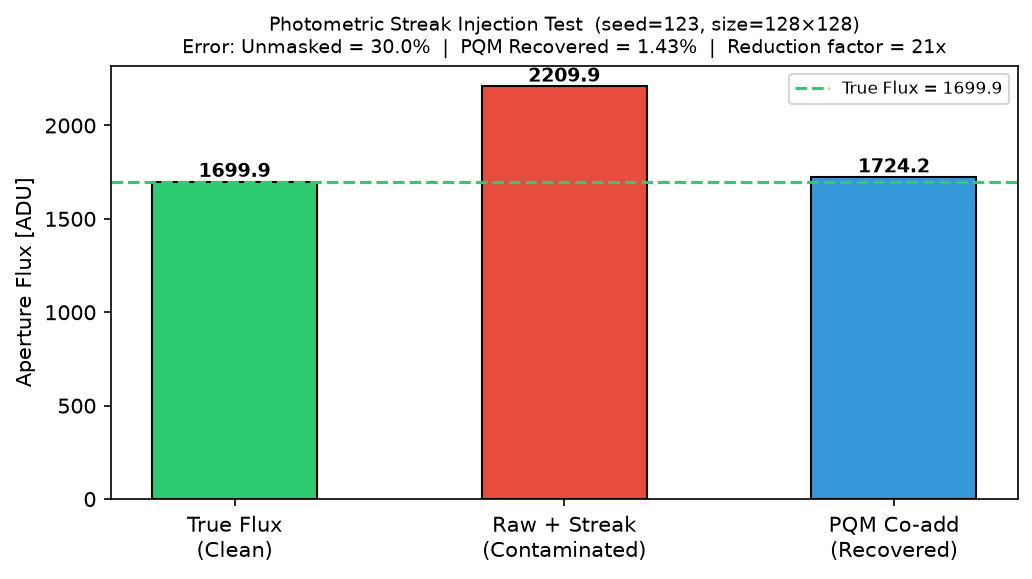 Photometric Streak Injection Test  (seed=123, size=128×128)
Error: Unmasked = 30.0%  |  PQM Recovered = 1.43%  |  Reduction factor = 21x
2209.9
True Flux = 1699.9
1699.9
1724.2
Aperture Flux [ADU]
2000
1500
1000
500
0
True Flux
(Clean)
Raw + Streak
(Contaminated)
PQM Co-add
(Recovered)